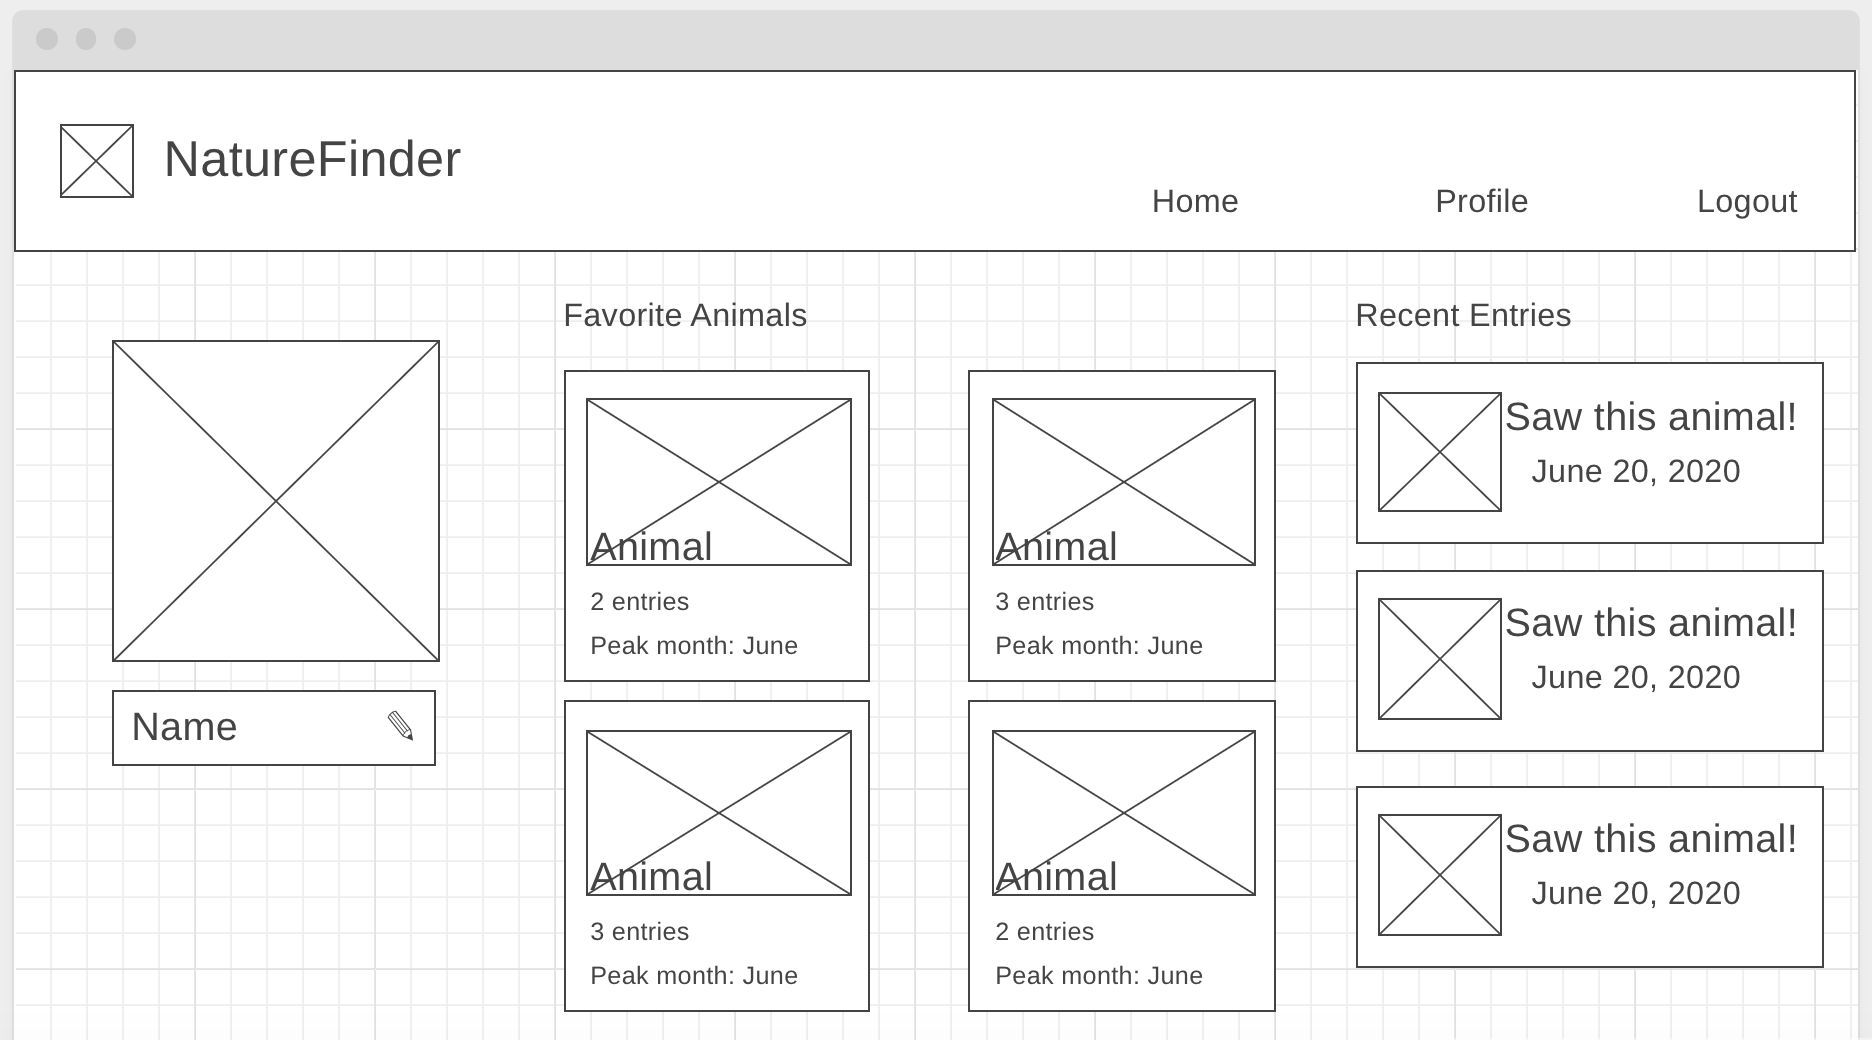 NatureFinder
Home
Profile
Logout
Name
Favorite Animals
Animal
2 entries
Peak month: June
Animal
3 entries
Peak month: June
Animal
3 entries
Peak month: June
Animal
2 entries
Peak month: June
Recent Entries
Saw this animal!
June 20, 2020
Saw this animal!
June 20, 2020
Saw this animal!
June 20, 2020